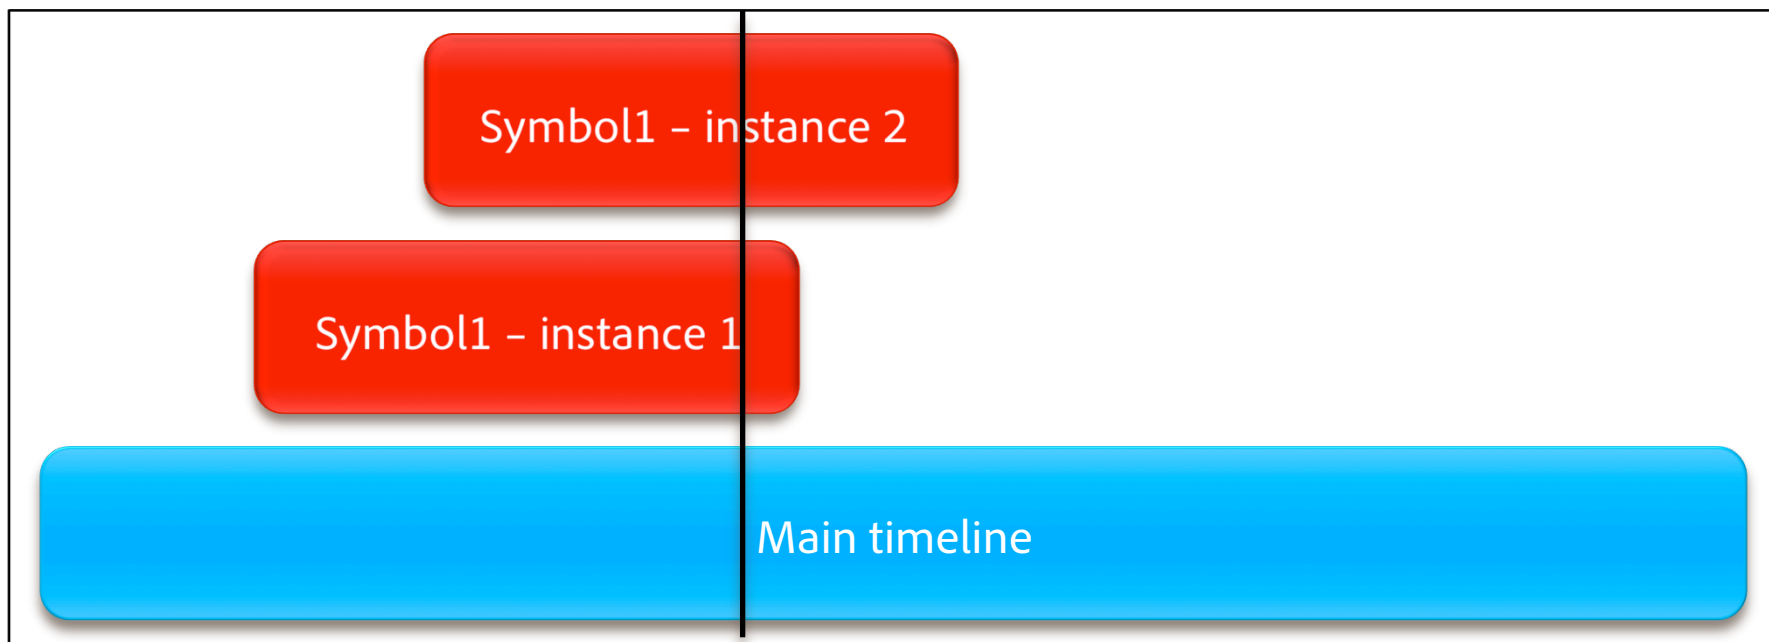 Symbol1 – instance 2
Symbol1 – instance 1
Main timeline